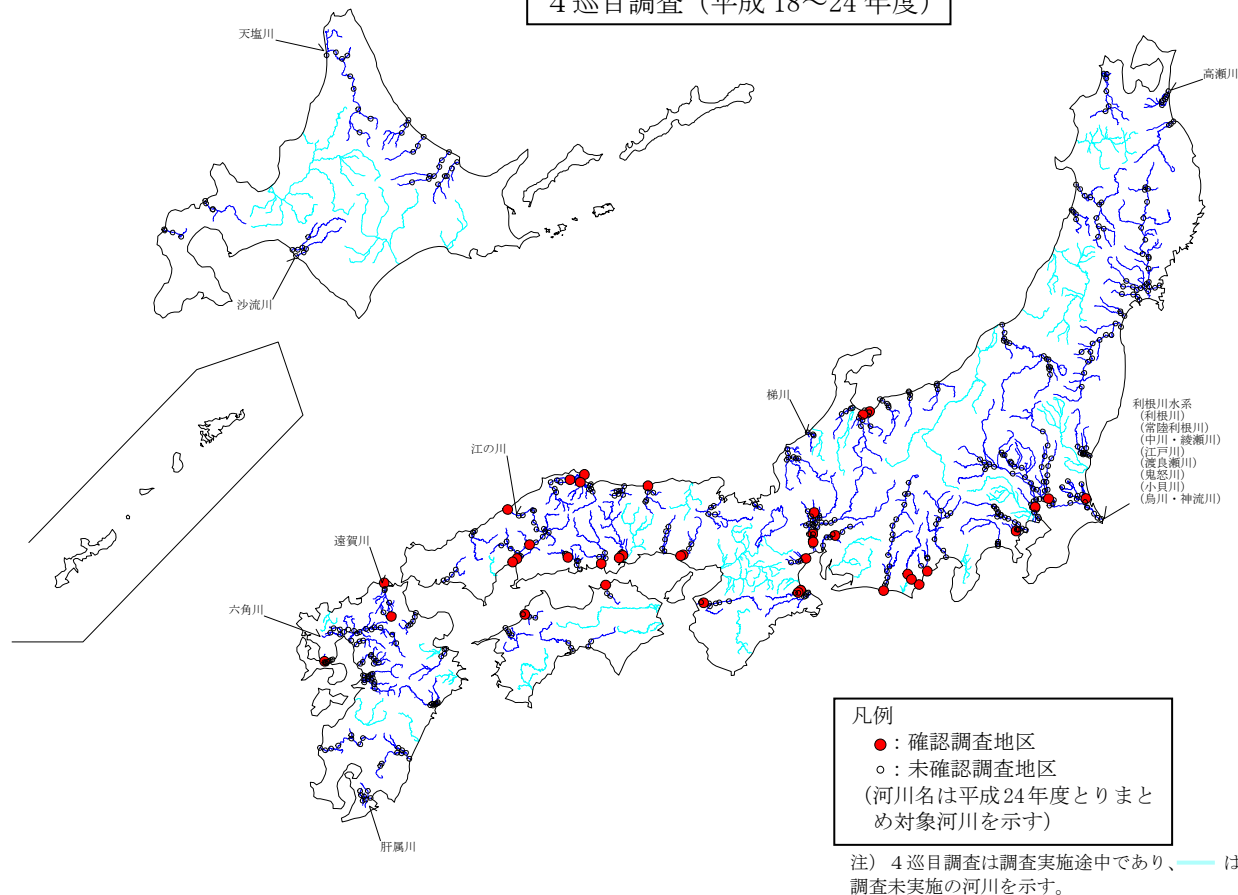 4巡目調査（平成 18～24 年度）
天塩川
高瀬川
沙流川
梯川
利根川水系
(利根川)
(常陸利根川)
(中川・綾瀬川)
(江戸川)
(渡良瀬川)
(鬼怒川)
(小貝川)
(烏川・神流川)
江の川
遠賀川
六角川
肝属川
凡例
：確認調査地区
：未確認調査地区
(河川名は平成24年度とりまと
め対象河川を示す)
注）４巡目調査は調査実施途中であり、 は
調査未実施の河川を示す。